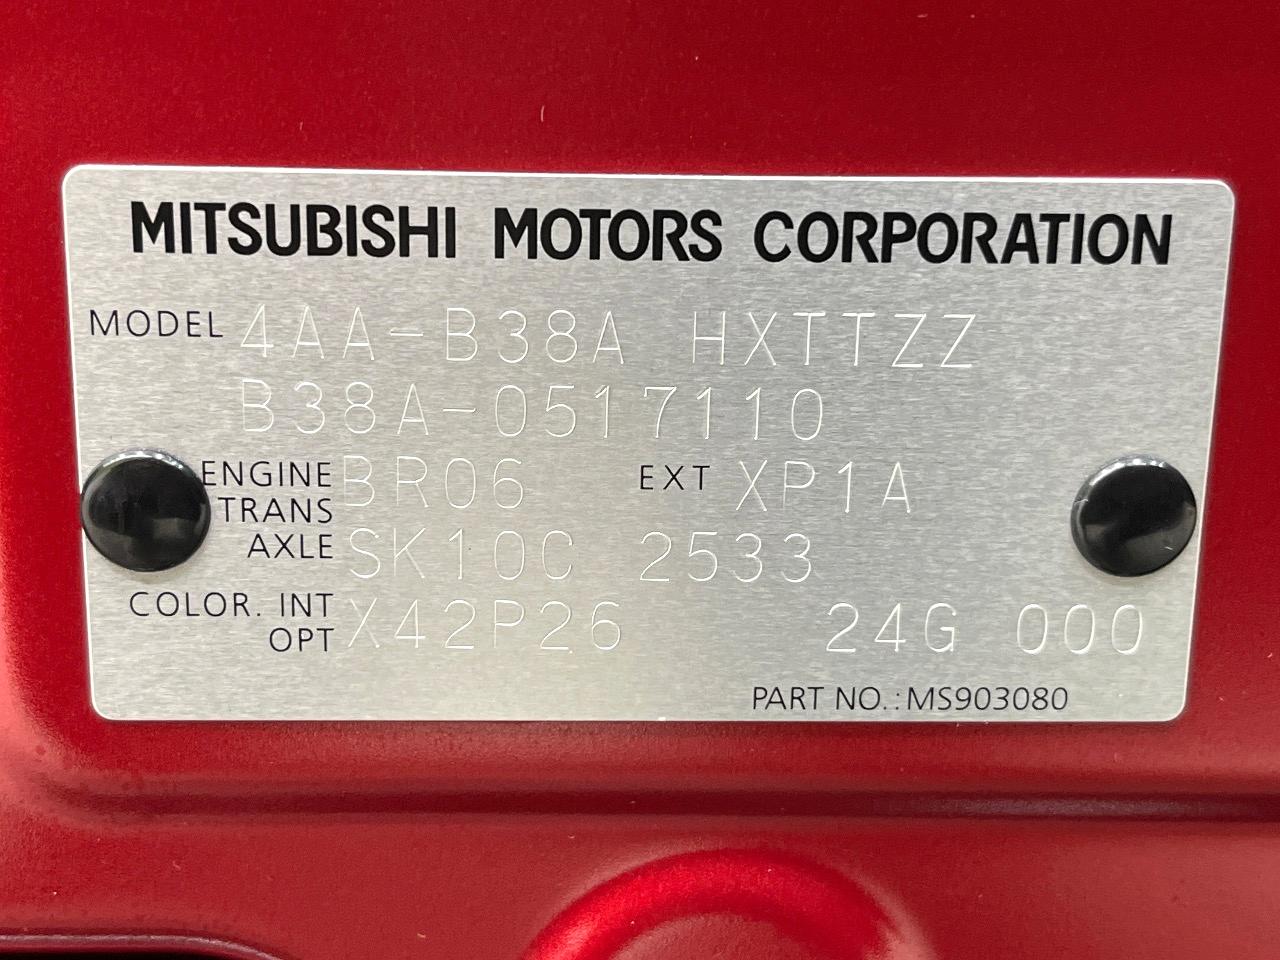 MITSUBISHI MOTORS CORPORATION
MODEL 4AA-B38A HXTTZZ
B38A-0517110
ENGINE BR06 EXT XP1A
TRANS
AXLE SK10C 2533
COLOR. INT
OPT X42P26 24G 000
PART NO.:MS903080